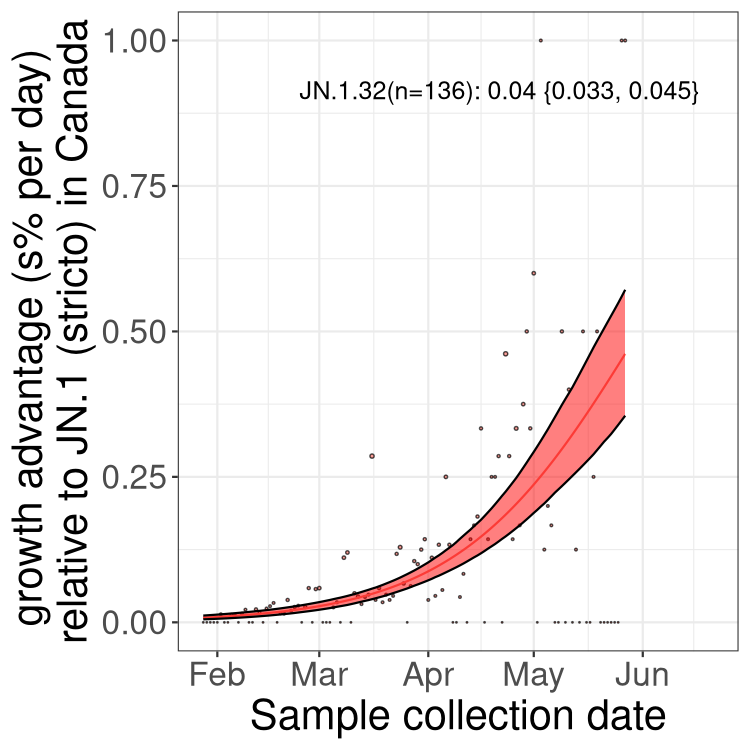 growth advantage (s% per day)
relative to JN.1 (stricto) in Canada
1.00
0.75
0.50
0.25
0.00
JN.1.32(n=136): 0.04 {0.033, 0.045}
Feb Mar Apr May Jun
Sample collection date